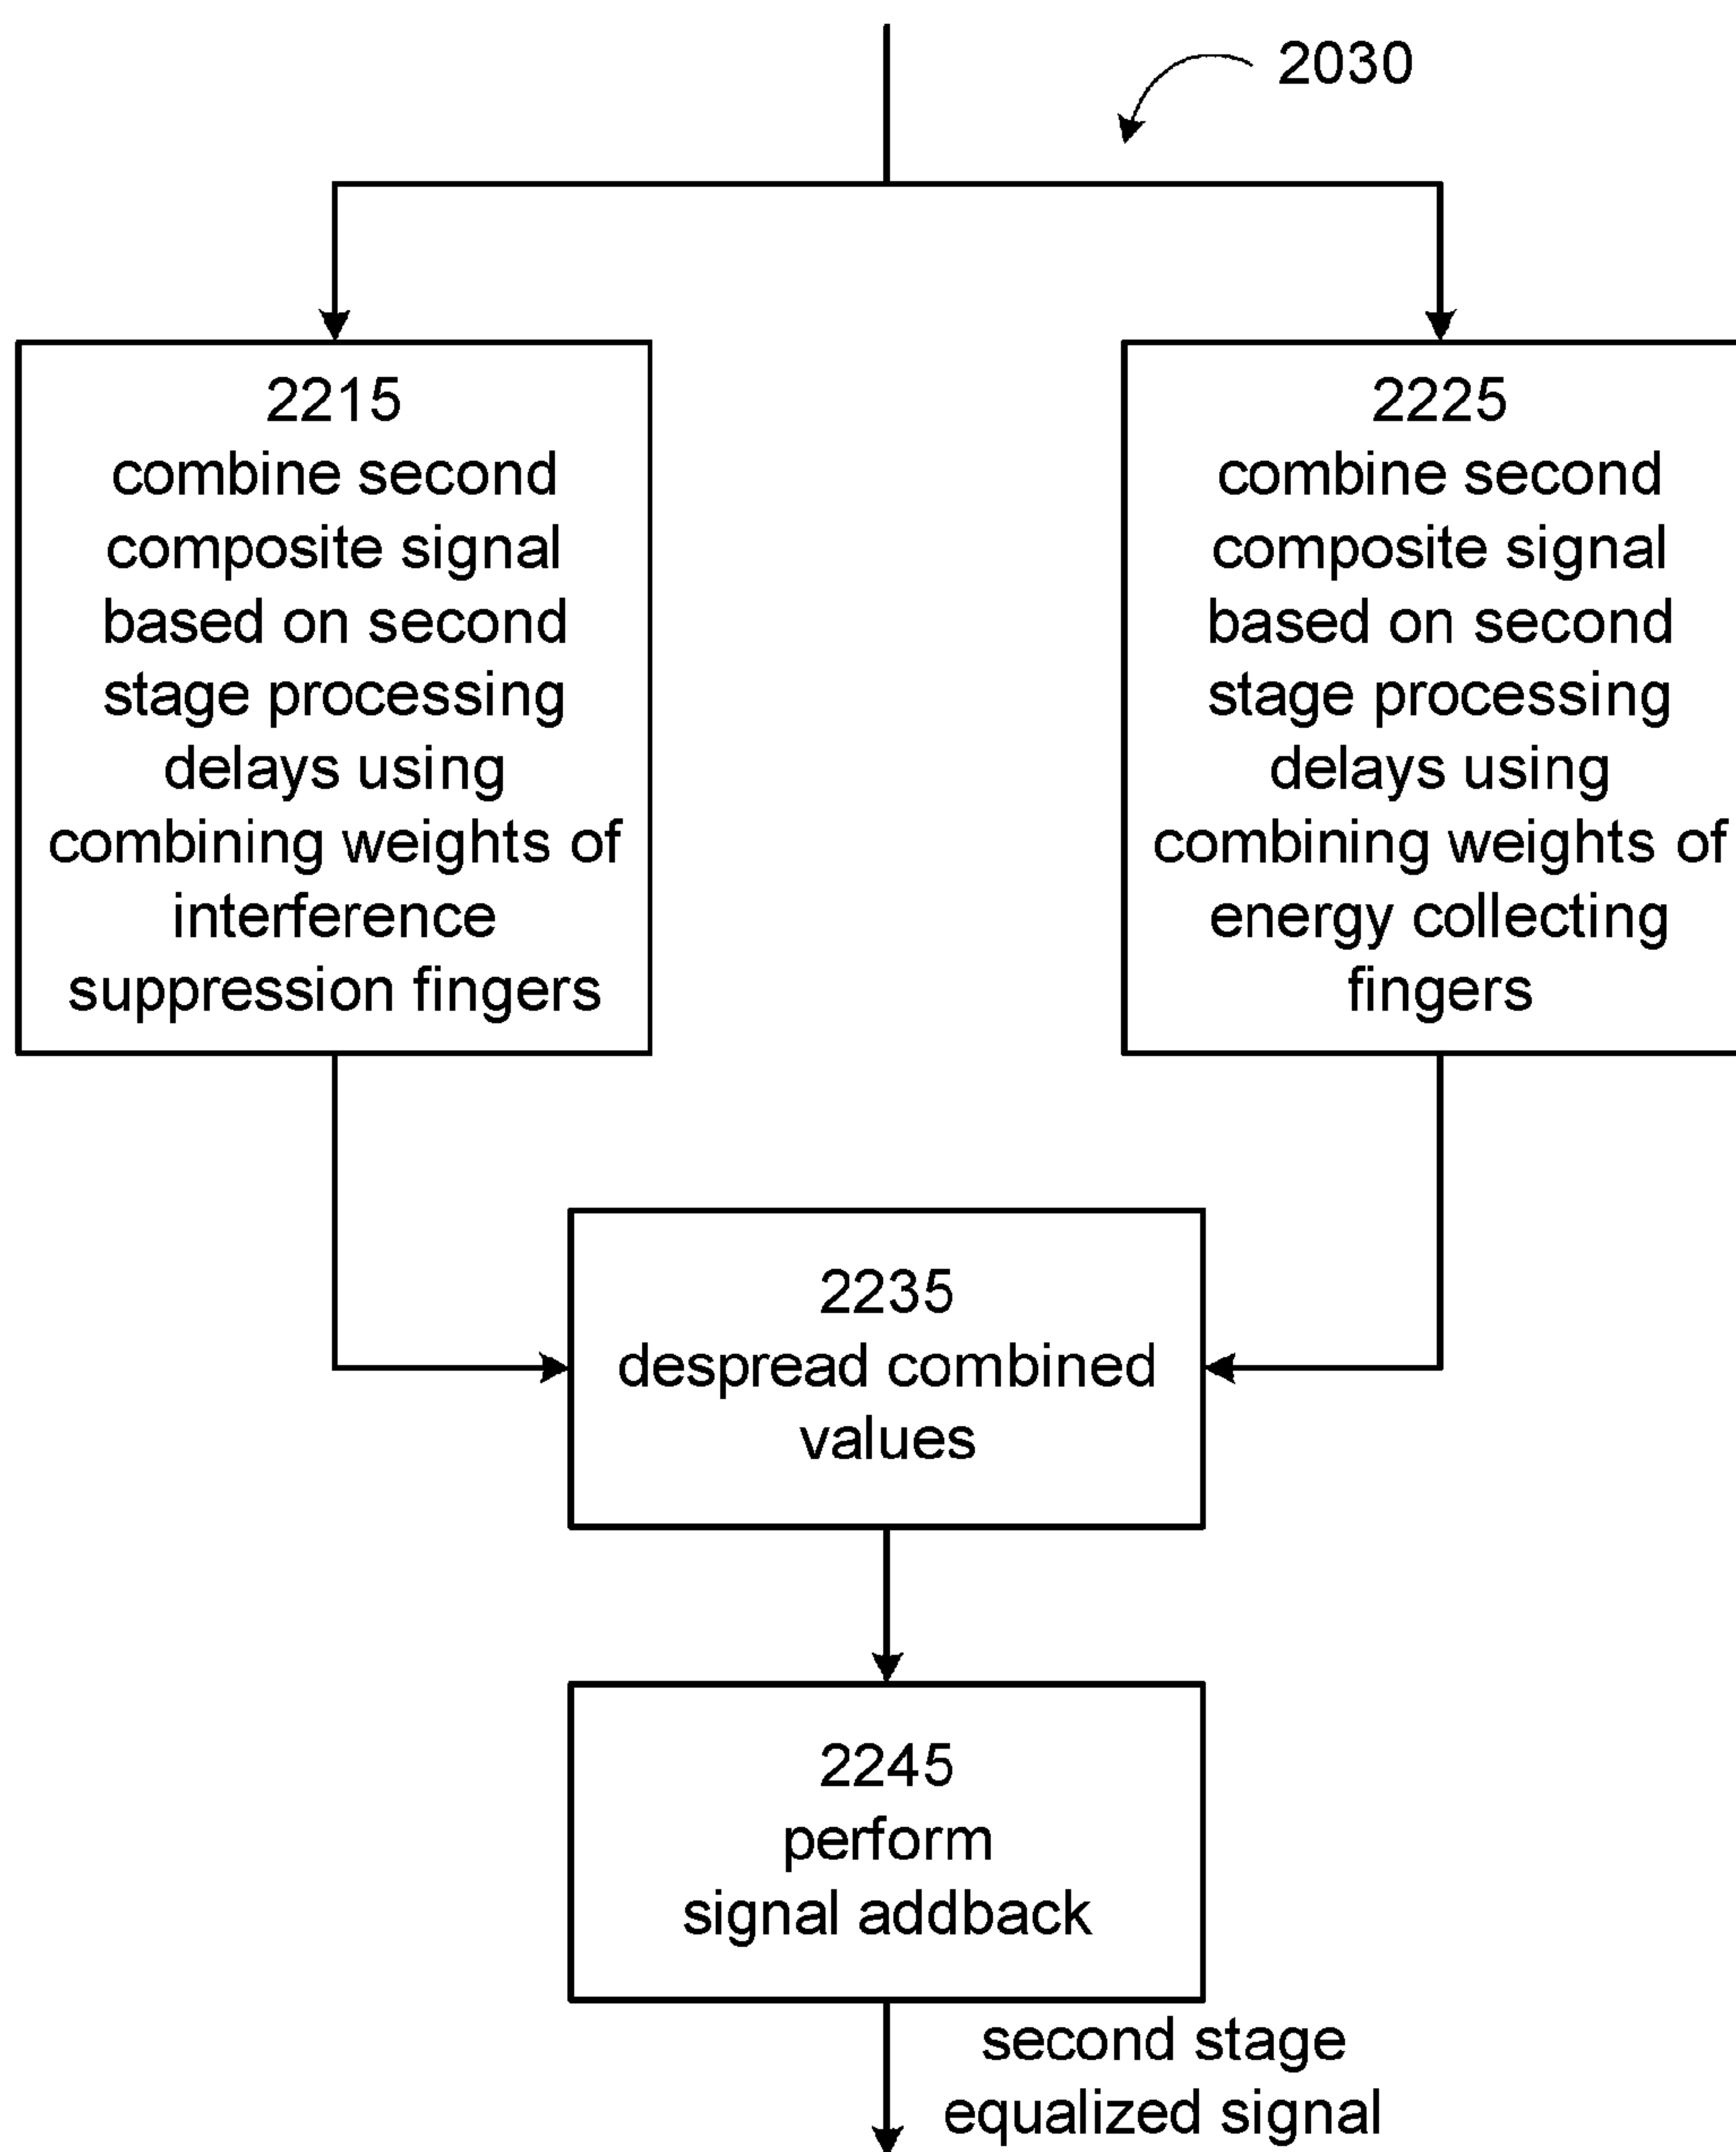 2030
2215
combine second
composite signal
based on second
stage processing
delays using
combining weights of
interference
suppression fingers
2225
combine second
composite signal
based on second
stage processing
delays using
combining weights of
energy collecting
fingers
2235
despread combined
values
2245
perform
signal addback
second stage
equalized signal